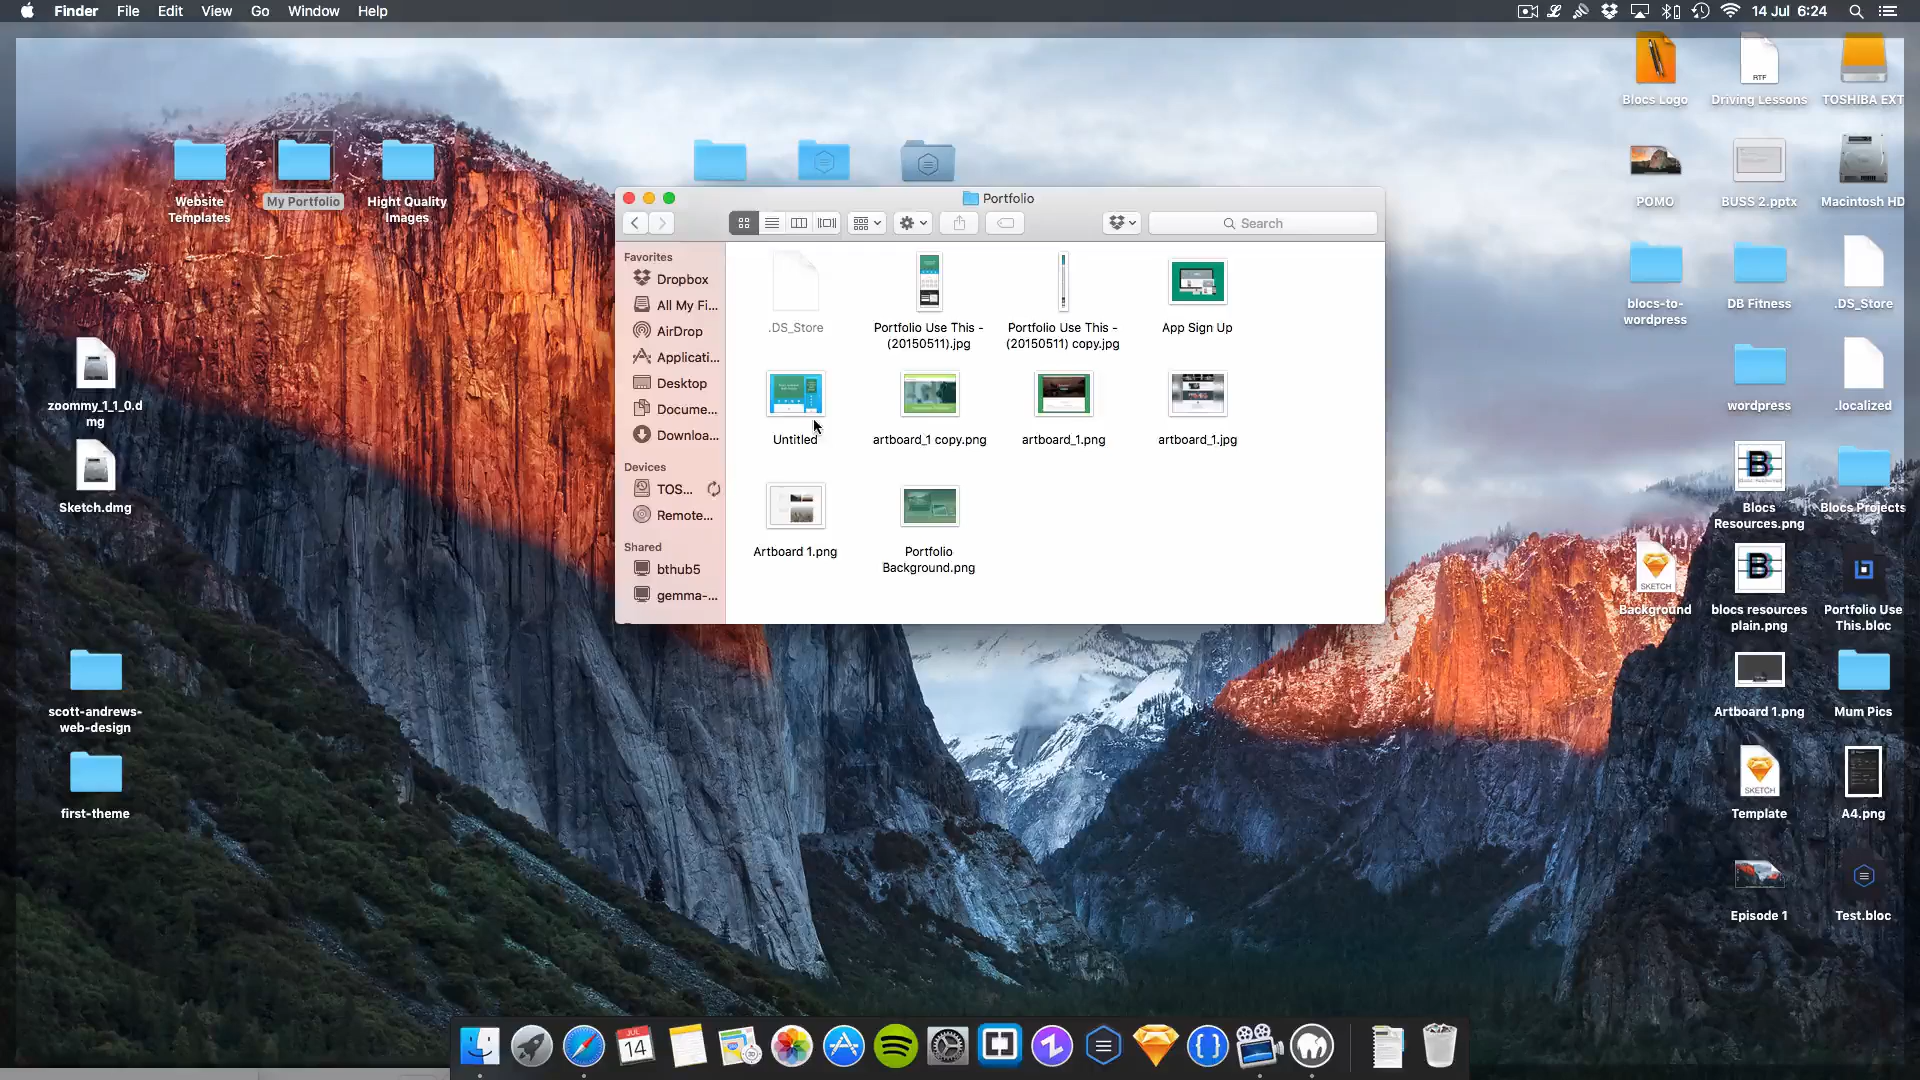 Finder File Edit View Go Window Help
14 Jul 6:24
Blocs Logo
RTF
Driving Lessons
TOSHIBA EXT
Website
Templates
My Portfolio
Hight Quality
Images
POMO
BUSS 2.pptx
Macintosh HD
Portfolio
Search
Favorites
Dropbox
All My Fi...
AirDrop
Applicati...
Desktop
Docume...
Downloa...
Devices
TOS...
Remote...
Shared
bthub5
gemma-...
.DS_Store
Portfolio Use This -
(20150511).jpg
Portfolio Use This -
(20150511) copy.jpg
App Sign Up
Untitled
artboard_1 copy.png
artboard_1.png
artboard_1.jpg
Artboard 1.png
Portfolio
Background.png
blocs-to-
wordpress
DB Fitness
.DS_Store
wordpress
.localized
zoommy_1_1_0.d
mg
Sketch.dmg
B
Blocs
Resources.png
Blocs Projects
SKETCH
Background
B
blocs resources
plain.png
Portfolio Use
This.bloc
scott-andrews-
web-design
Artboard 1.png
Mum Pics
first-theme
SKETCH
Template
A4.png
Episode 1
Test.bloc
JUL
14